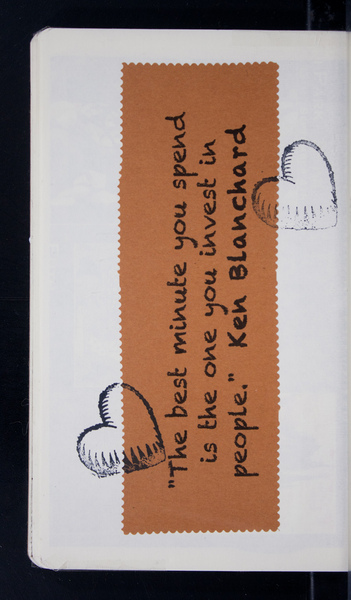 "The best minute you spend
is the one you invest in
people." Ken Blanchard